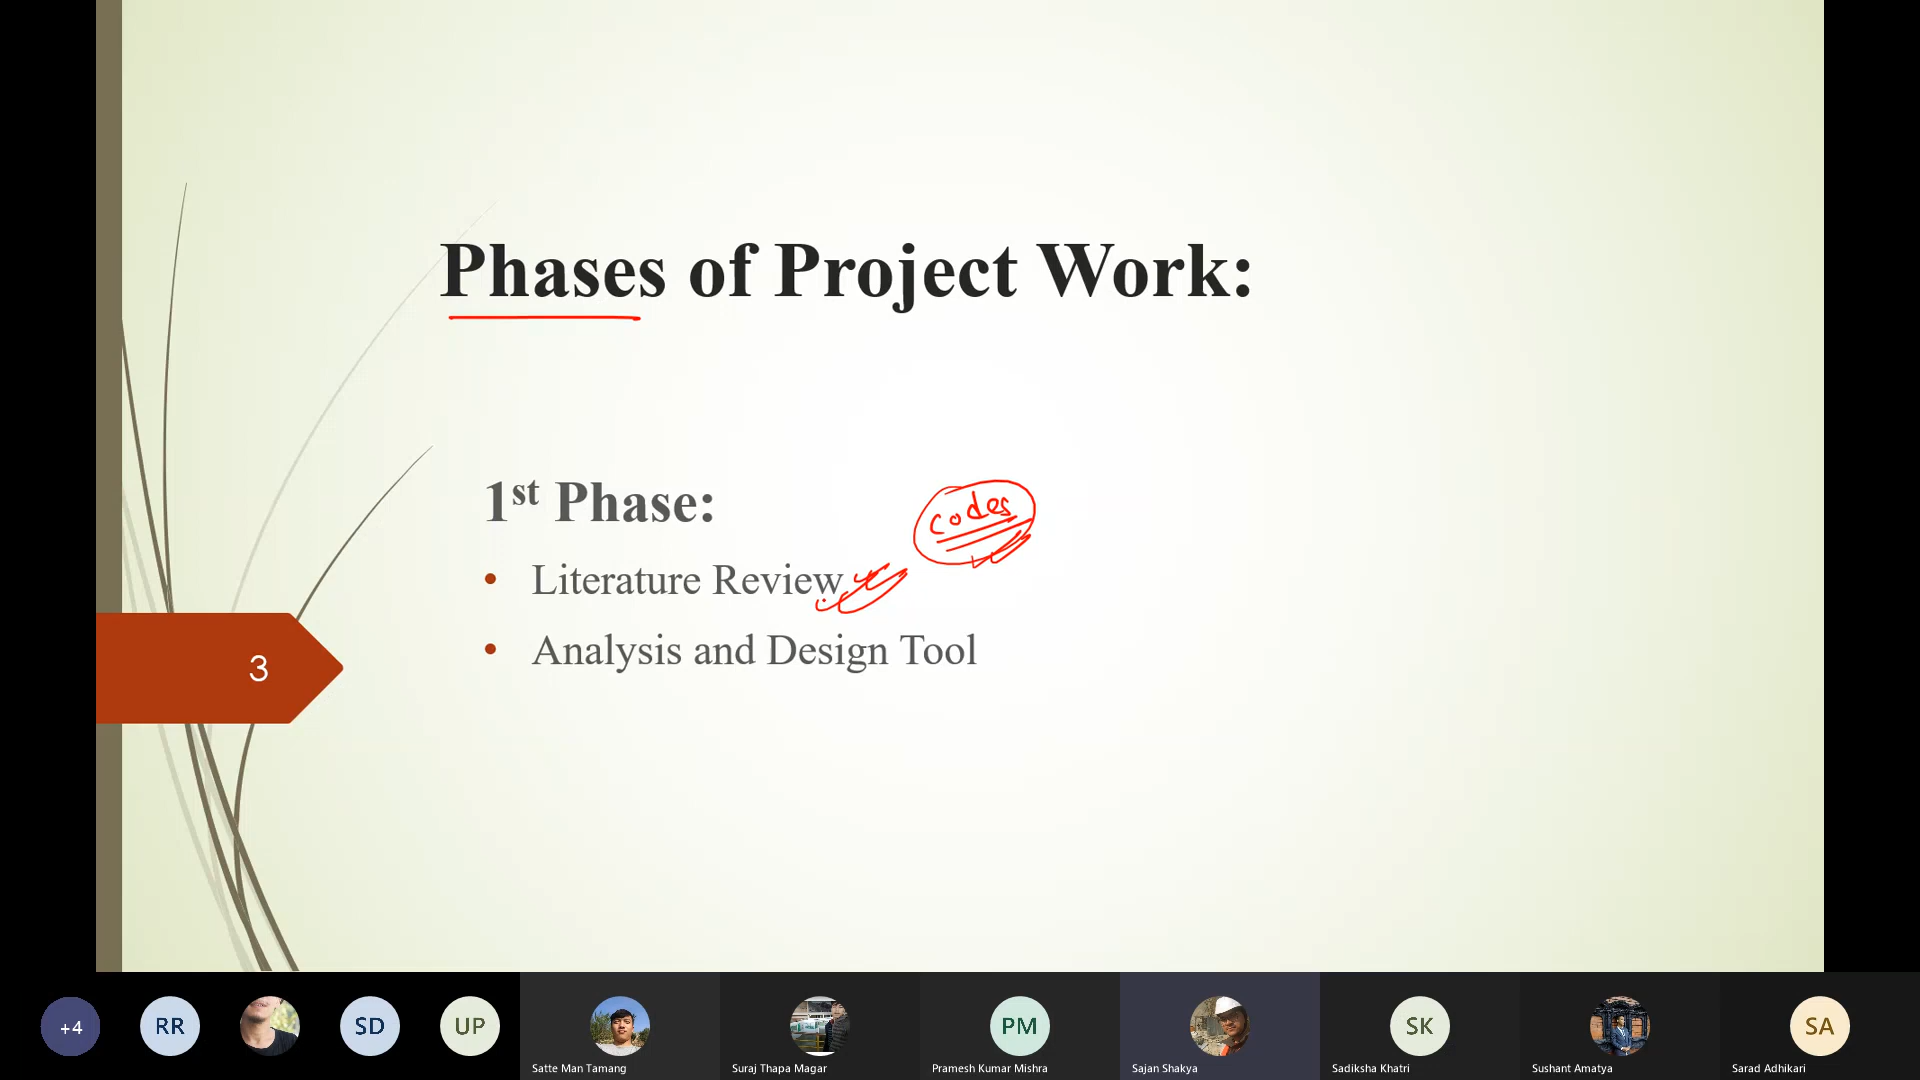 Phases of Project Work:
1st Phase:
codes
• Literature Review
• Analysis and Design Tool
3
+4
RR
SD
UP
PM
SK
SA
Satte Man Tamang
Suraj Thapa Magar
Pramesh Kumar Mishra
Sajan Shakya
Sadiksha Khatri
Sushant Amatya
Sarad Adhikari